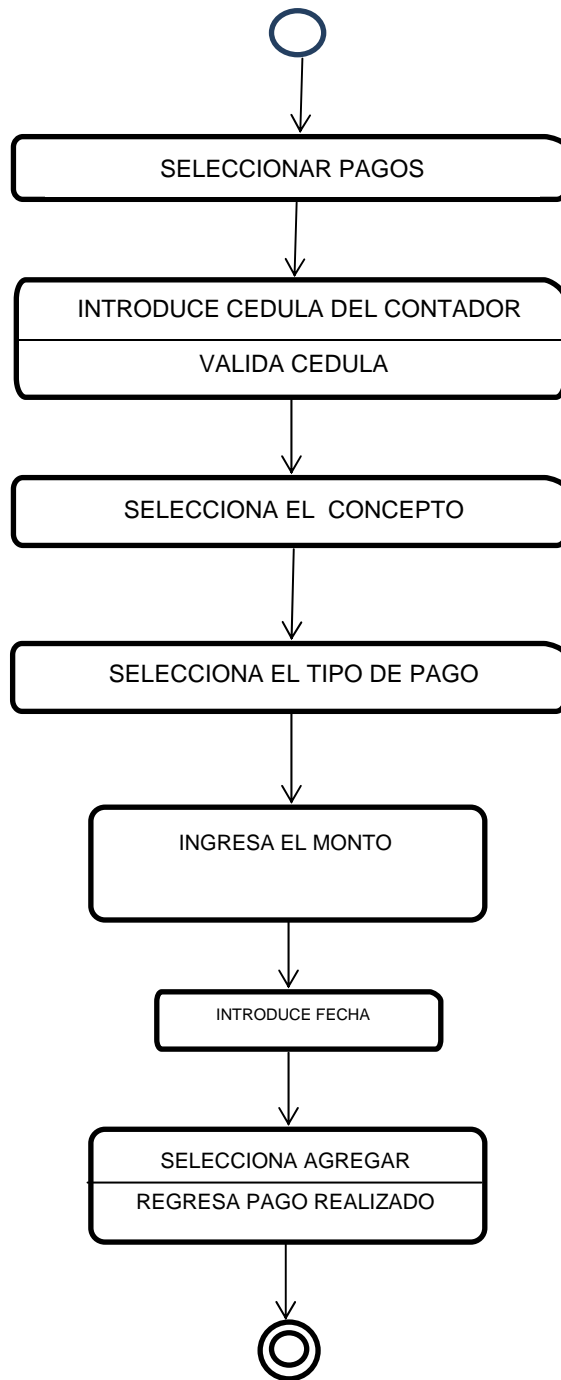 SELECCIONAR PAGOS
INTRODUCE CEDULA DEL CONTADOR
VALIDA CEDULA
SELECCIONA EL  CONCEPTO
SELECCIONA EL TIPO DE PAGO
INGRESA EL MONTO
INTRODUCE FECHA
SELECCIONA AGREGAR
REGRESA PAGO REALIZADO